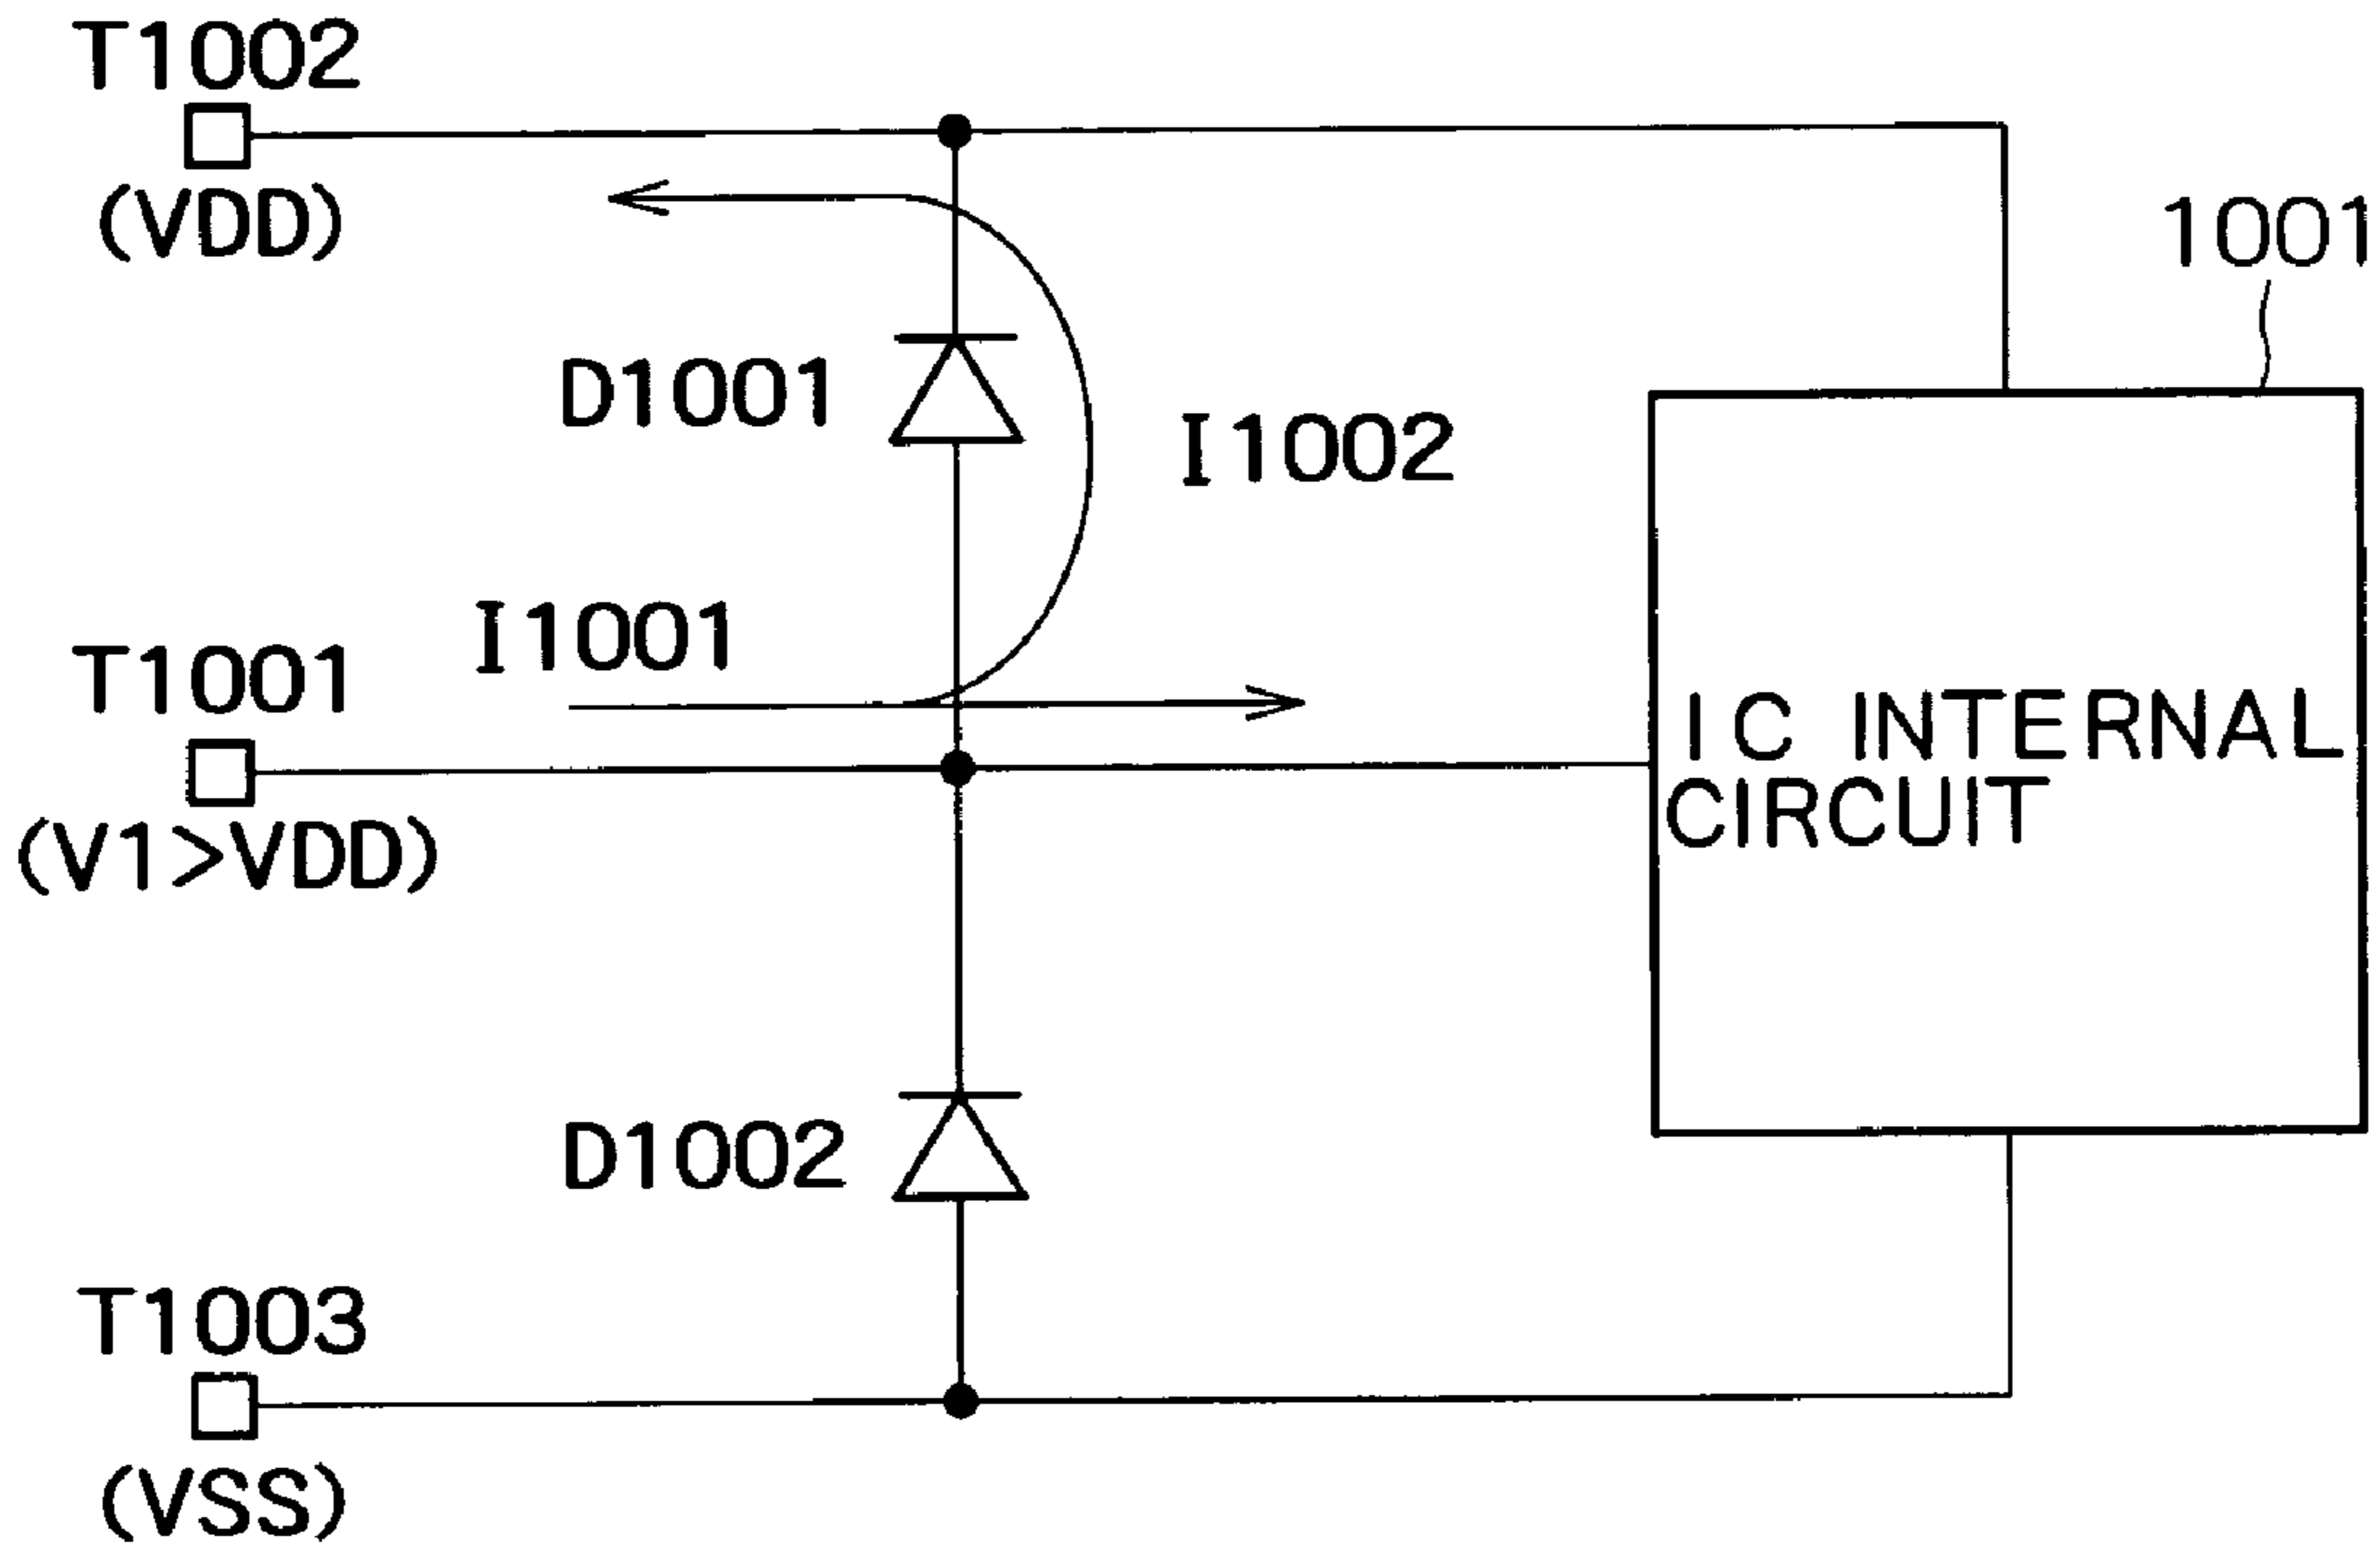 T1002
(VDD)
1001
D1001
I1002
I1001
T1001
(V1>VDD)
IC INTERNAL
CIRCUIT
D1002
T1003
(VSS)